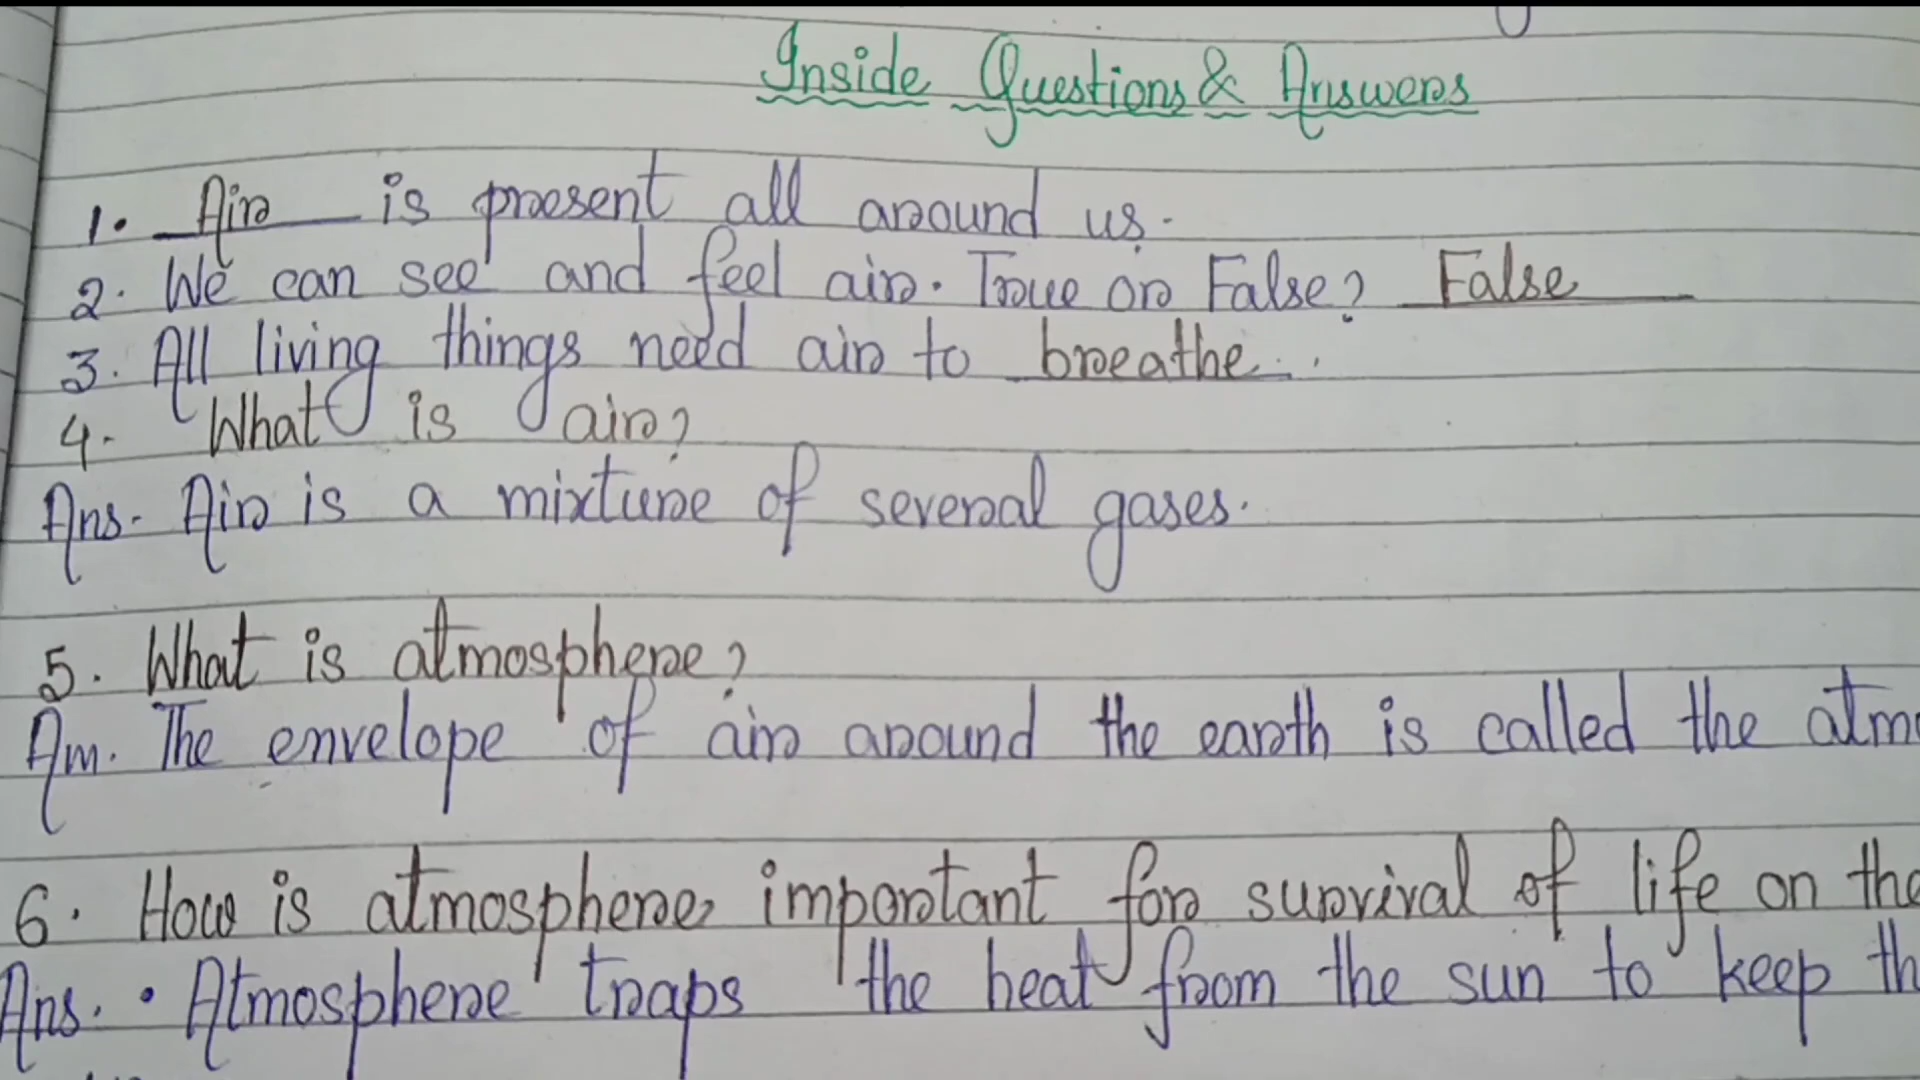 Inside Questions & Answers
1. Air is present all around us.
2. We can see and feel air. True or False? False
3. All living things need air to breathe.
4. What is air?
Ans. Air is a mixture of several gases.
5. What is atmosphere?
Am. The envelope of air around the earth is called the atm
6. How is atmosphere important for survival of life on the
Ans. • Atmosphere traps the heat from the sun to keep th